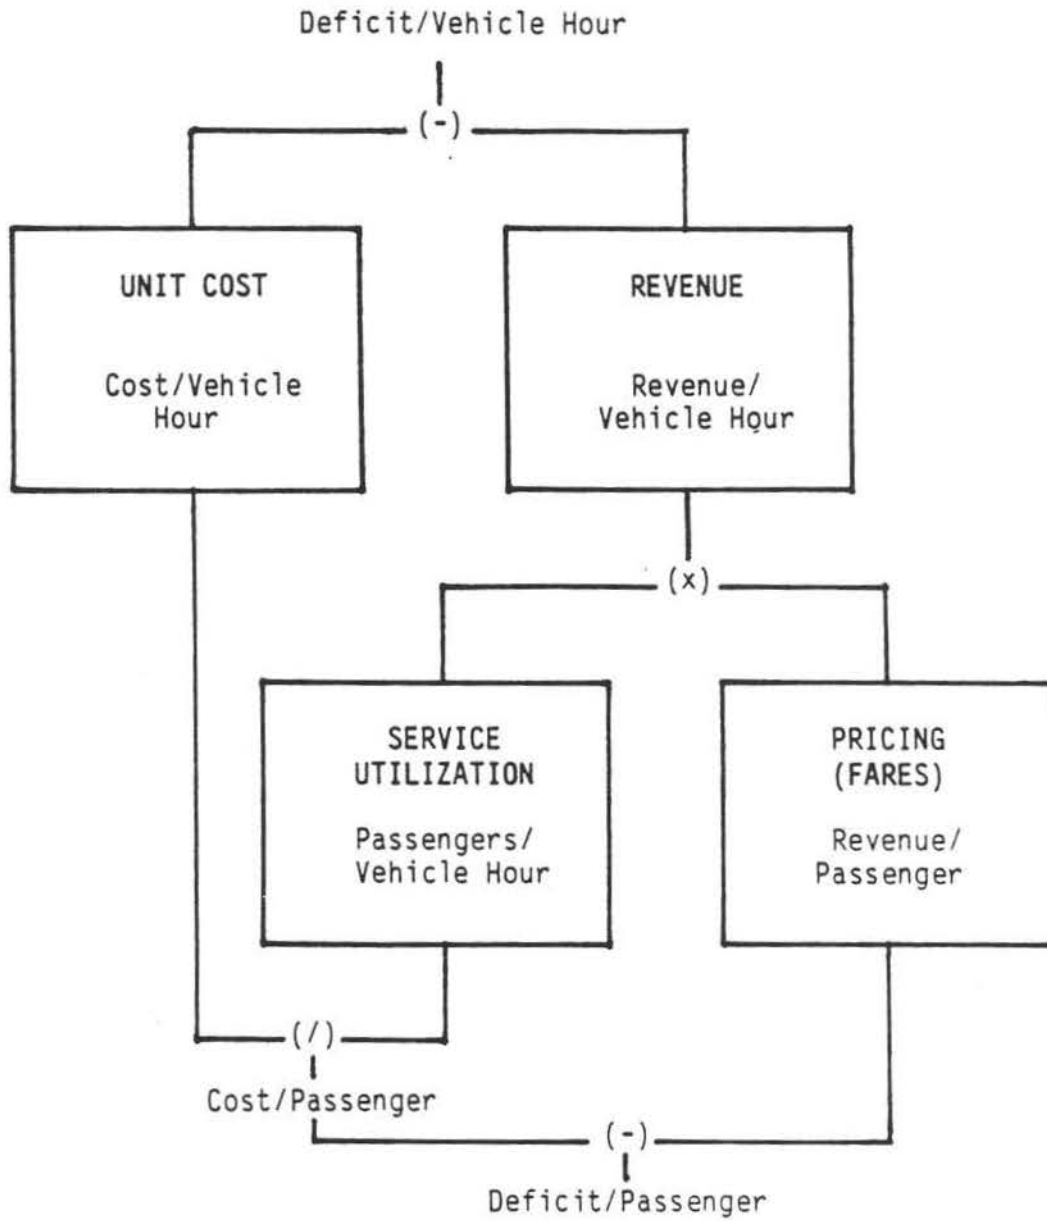 Deficit/Vehicle Hour
(-)
UNIT COST
Cost/Vehicle
Hour
REVENUE
Revenue/
Vehicle Hour
(x)
SERVICE
UTILIZATION
Passengers/
Vehicle Hour
PRICING
(FARES)
Revenue/
Passenger
(/)
Cost/Passenger
(-)
Deficit/Passenger